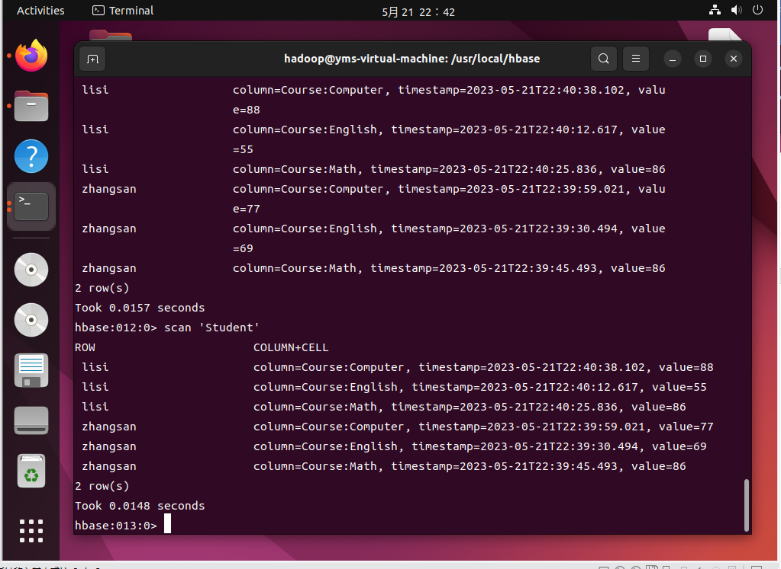 Activities
Terminal
5月 21 22：42
hadoop@yms-virtual-machine: /usr/local/hbase
lisi column=Course:Computer, timestamp=2023-05-21T22:40:38.102, valu
e=88
lisi column=Course:English, timestamp=2023-05-21T22:40:12.617, value
=55
lisi column=Course:Math, timestamp=2023-05-21T22:40:25.836, value=86
zhangsan column=Course:Computer, timestamp=2023-05-21T22:39:59.021, valu
e=77
zhangsan column=Course:English, timestamp=2023-05-21T22:39:30.494, value
=69
zhangsan column=Course:Math, timestamp=2023-05-21T22:39:45.493, value=86
2 row(s)
Took 0.0157 seconds
hbase:012:0> scan 'Student'
ROW COLUMN+CELL
lisi column=Course:Computer, timestamp=2023-05-21T22:40:38.102, value=88
lisi column=Course:English, timestamp=2023-05-21T22:40:12.617, value=55
lisi column=Course:Math, timestamp=2023-05-21T22:40:25.836, value=86
zhangsan column=Course:Computer, timestamp=2023-05-21T22:39:59.021, value=77
zhangsan column=Course:English, timestamp=2023-05-21T22:39:30.494, value=69
zhangsan column=Course:Math, timestamp=2023-05-21T22:39:45.493, value=86
2 row(s)
Took 0.0148 seconds
hbase:013:0>